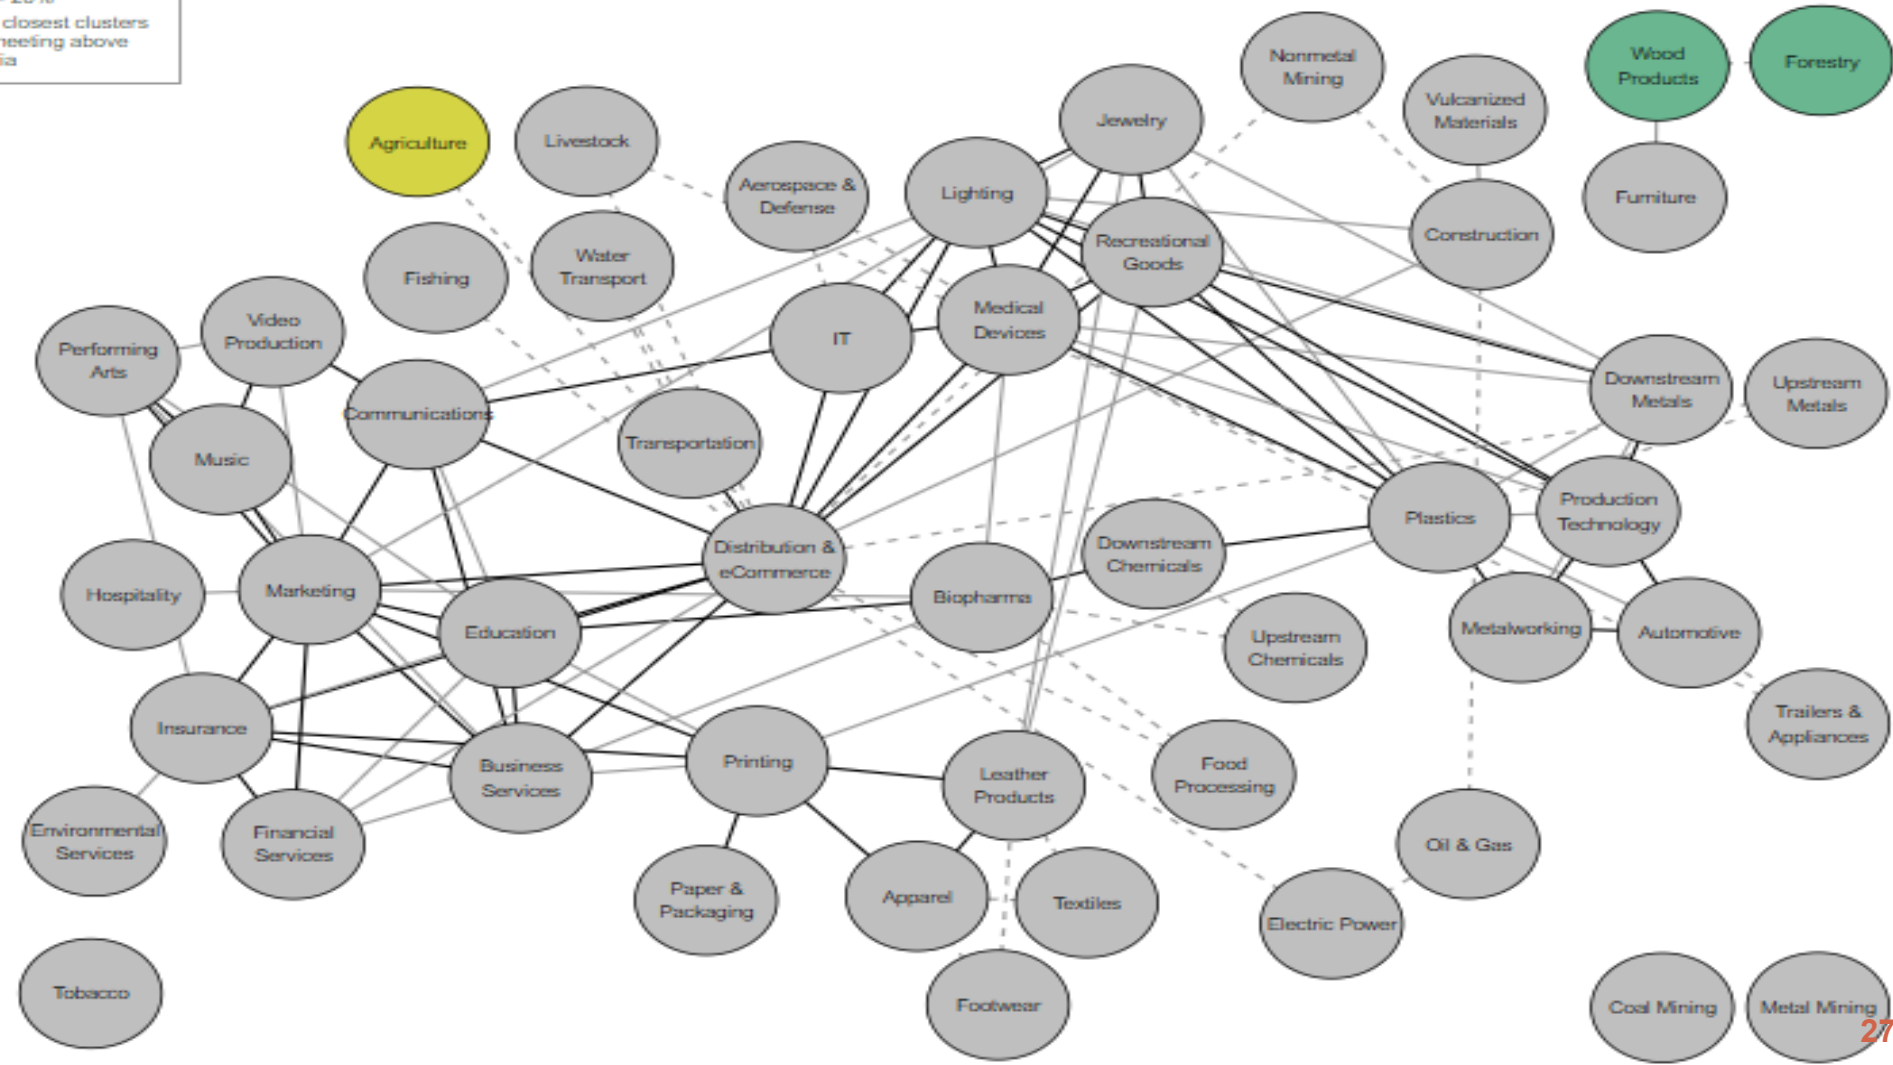 closest clusters
meeting above
Nonmetal
Mining
Wood
Products
Forestry
Vulcanized
Materials
Jewelry
Agriculture
Livestock
Aerospace &
Defense
Lighting
Furniture
Construction
Recreational
Goods
Fishing
Water
Transport
Medical
Devices
IT
Video
Production
Performing
Arts
Communications
Downstream
Metals
Upstream
Metals
Music
Transportation
Plastics
Production
Technology
Distribution &
eCommerce
Downstream
Chemicals
Hospitality
Marketing
Education
Biopharma
Upstream
Chemicals
Metalworking
Automotive
Insurance
Business
Services
Printing
Leather
Products
Food
Processing
Trailers &
Appliances
Environmental
Services
Financial
Services
Oil & Gas
Paper &
Packaging
Apparel
Textiles
Electric Power
Tobacco
Footwear
Coal Mining
Metal Mining
27